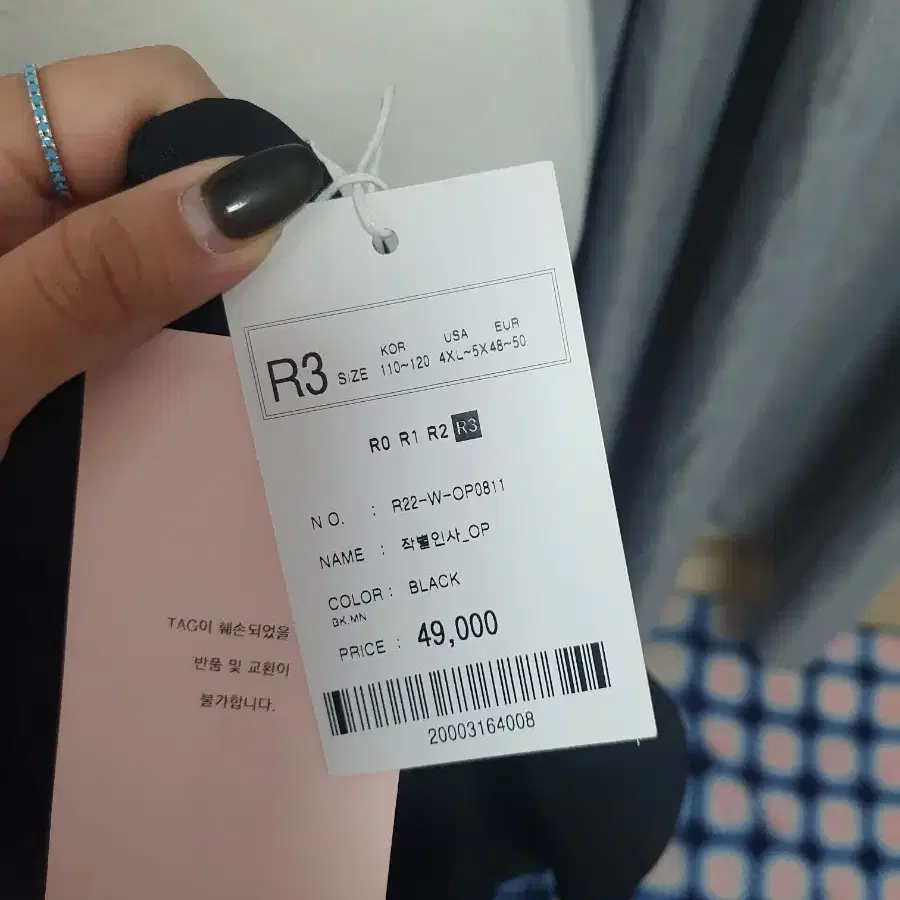 KOR USA EUR
R3 SIZE 110~120 4XL~5X48~50
R0 R1 R2 R3
NO. : R22-W-OP0811
NAME : 작별인사_OP
COLOR : BLACK
BK.MN
PRICE : 49,000
20003164008
TAG이 훼손되었을
반품 및 교환이
불가합니다.